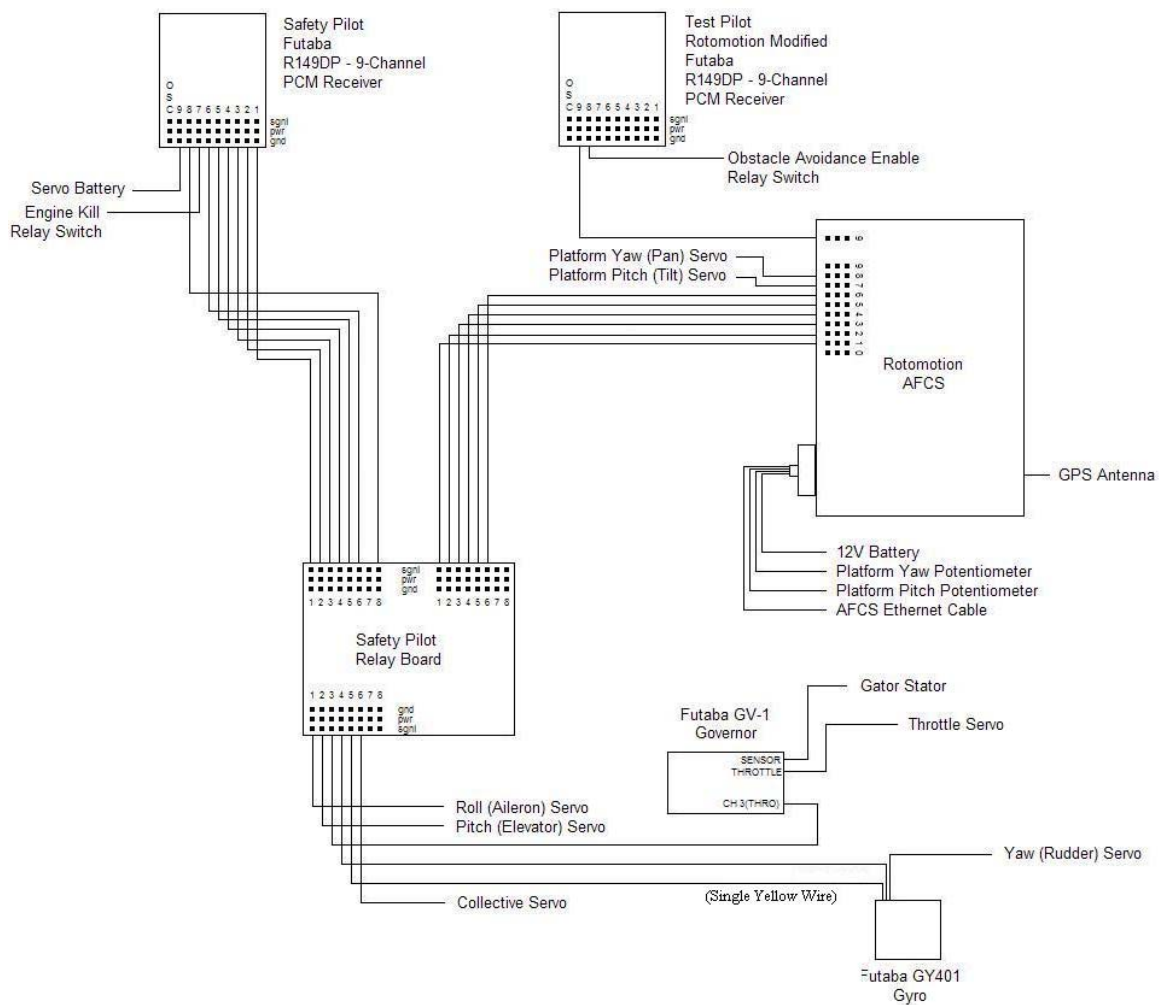 Safety Pilot
Futaba
R149DP - 9-Channel
PCM Receiver
O
S
C 9 8 7 6 5 4 3 2 1
sgnl
pwr
gnd
Test Pilot
Rotomotion Modified
Futaba
R149DP - 9-Channel
PCM Receiver
O
S
C 9 8 7 6 5 4 3 2 1
sgnl
pwr
gnd
Servo Battery
Engine Kill
Relay Switch
Obstacle Avoidance Enable
Relay Switch
Platform Yaw (Pan) Servo
Platform Pitch (Tilt) Servo
9
9
8
7
6
5
4
3
2
1
0
Rotomotion
AFCS
GPS Antenna
12V Battery
Platform Yaw Potentiometer
Platform Pitch Potentiometer
AFCS Ethernet Cable
sgnl
pwr
gnd
1 2 3 4 5 6 7 8
1 2 3 4 5 6 7 8
Safety Pilot
Relay Board
1 2 3 4 5 6 7 8
gnd
pwr
sgnl
Gator Stator
Futaba GV-1
Governor
Throttle Servo
SENSOR
THROTTLE
CH 3(THRO)
Roll (Aileron) Servo
Pitch (Elevator) Servo
Yaw (Rudder) Servo
(Single Yellow Wire)
Collective Servo
Futaba GY401
Gyro